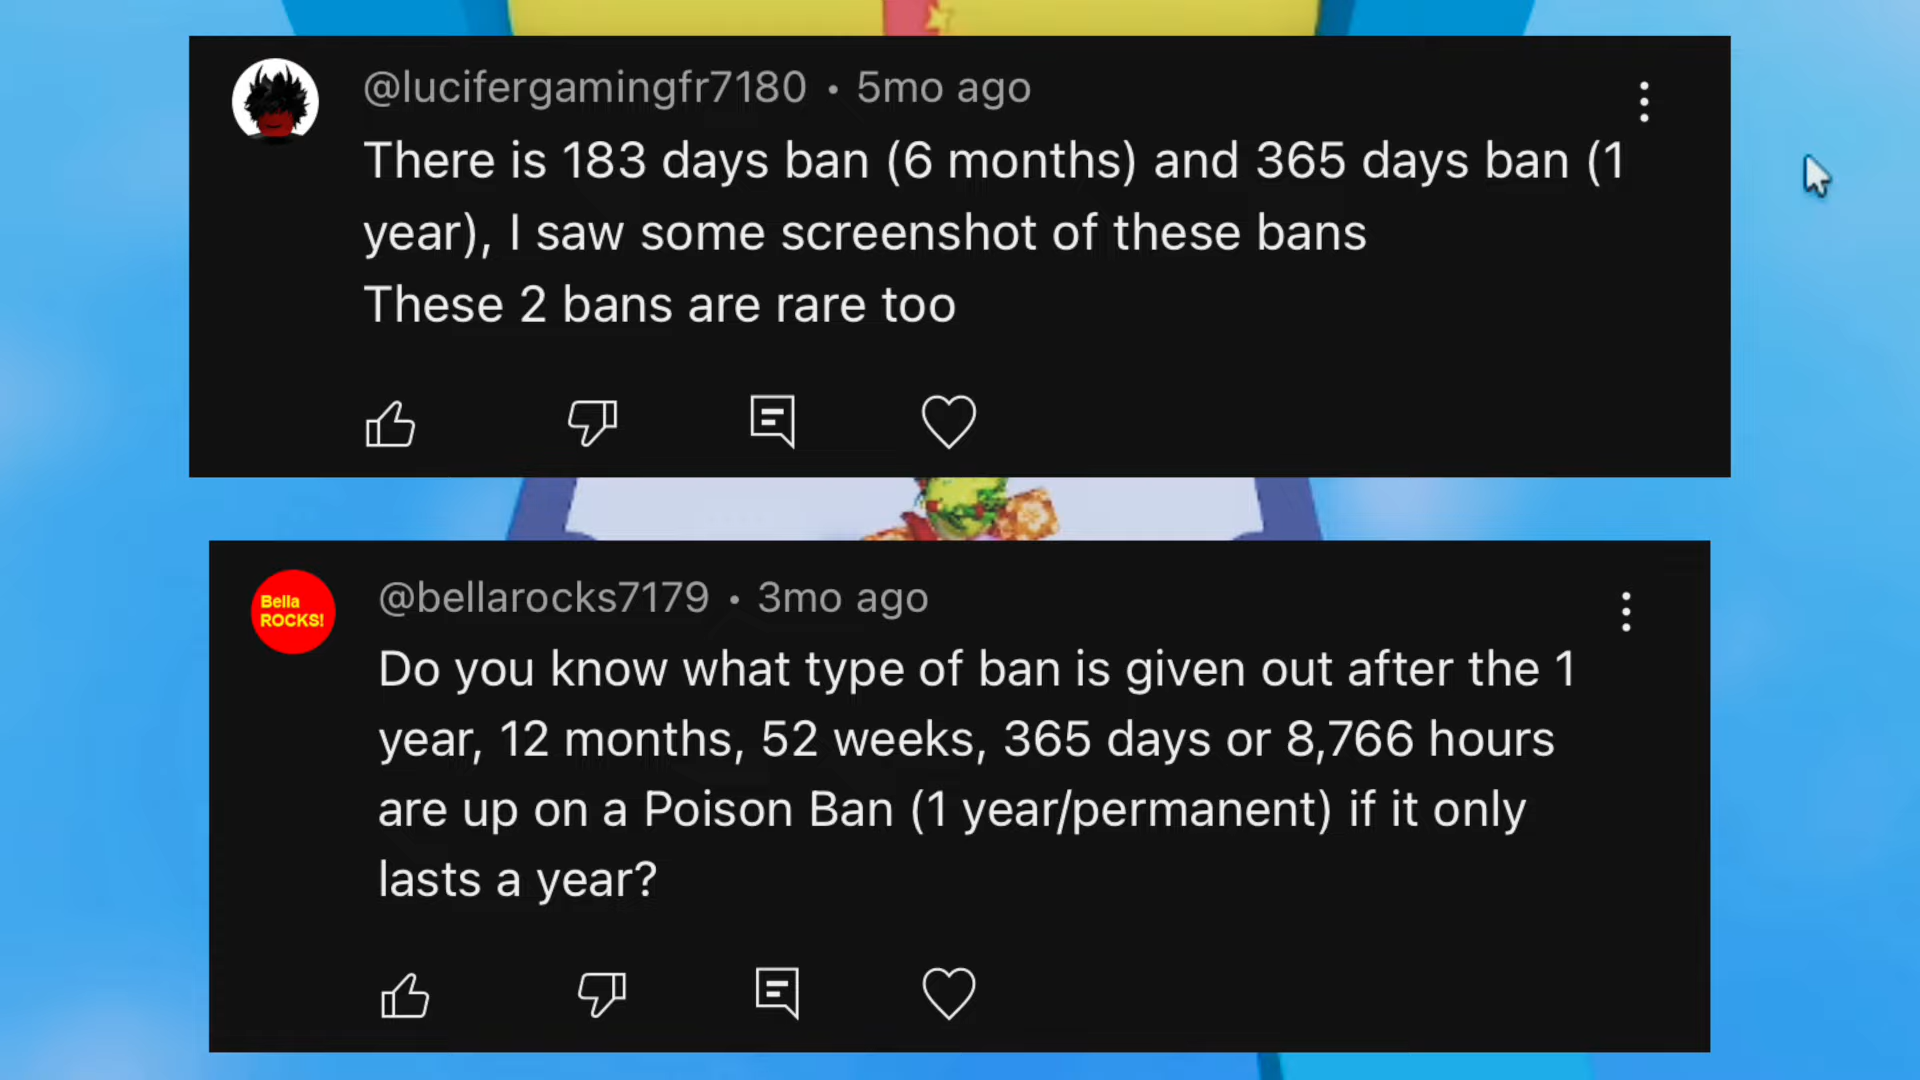 @lucifergamingfr7180 • 5mo ago
There is 183 days ban (6 months) and 365 days ban (1
year), I saw some screenshot of these bans
These 2 bans are rare too
Bella
ROCKS!
@bellarocks7179 • 3mo ago
Do you know what type of ban is given out after the 1
year, 12 months, 52 weeks, 365 days or 8,766 hours
are up on a Poison Ban (1 year/permanent) if it only
lasts a year?